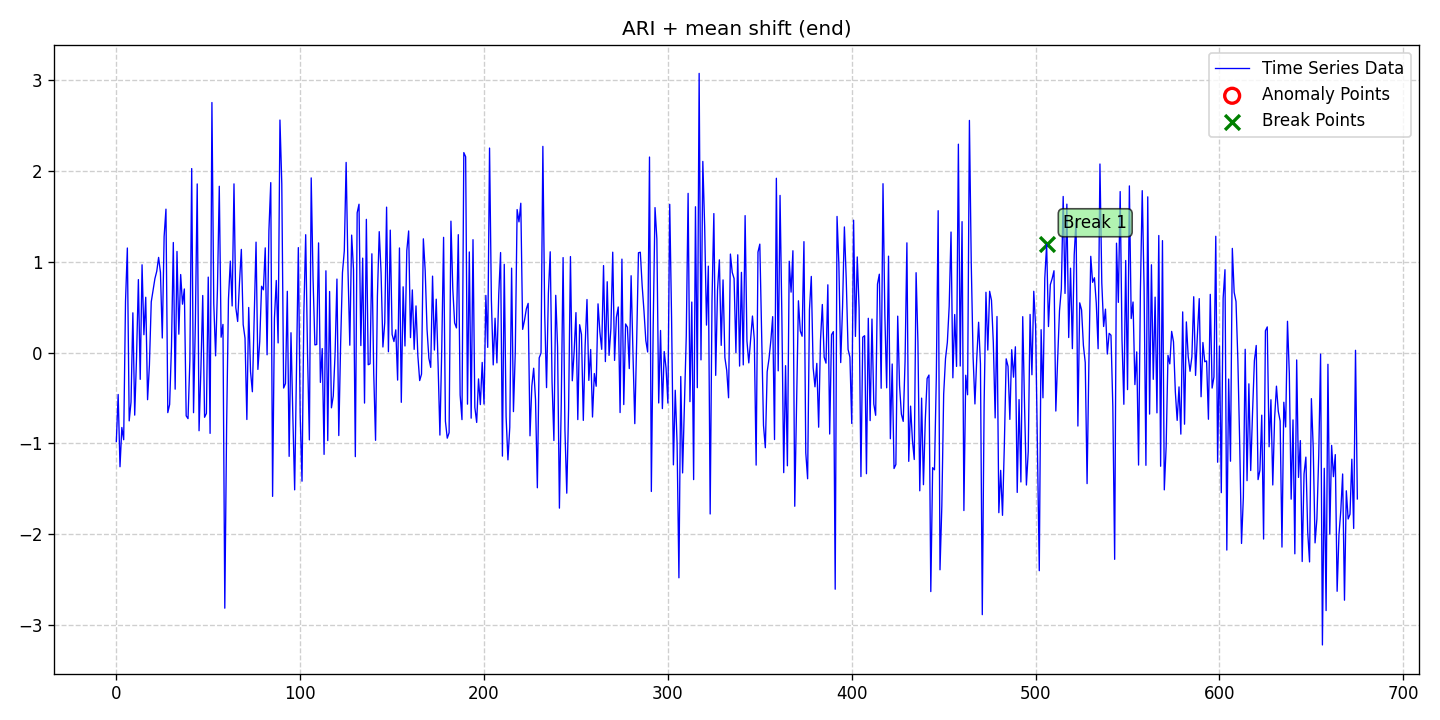 ARI + mean shift (end)
Time Series Data
Anomaly Points
Break Points
Break 1
3
2
1
0
−1
−2
−3
0 100 200 300 400 500 600 700